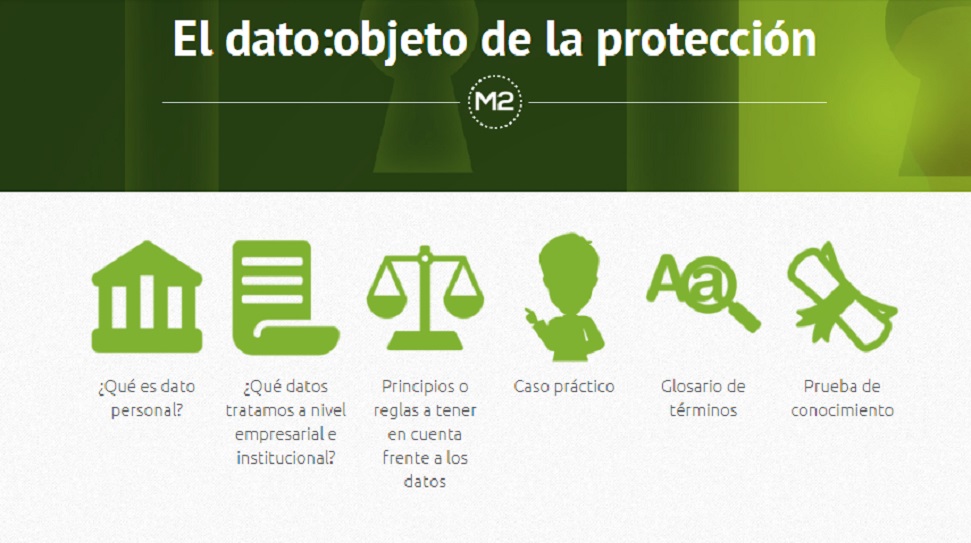 El dato:objeto de la protección
M2
¿Qué es dato
personal?
¿Qué datos
tratamos a nivel
empresarial e
institucional?
Principios o
reglas a tener
en cuenta
frente a los
datos
Caso práctico
Aa
Glosario de
términos
Prueba de
conocimiento